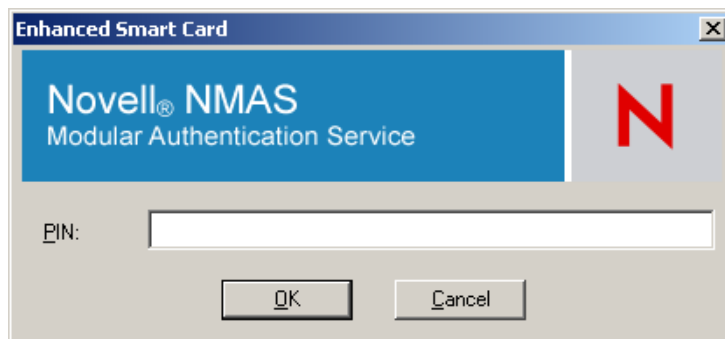 Enhanced Smart Card
Novell® NMAS
Modular Authentication Service
N
PIN:
OK Cancel